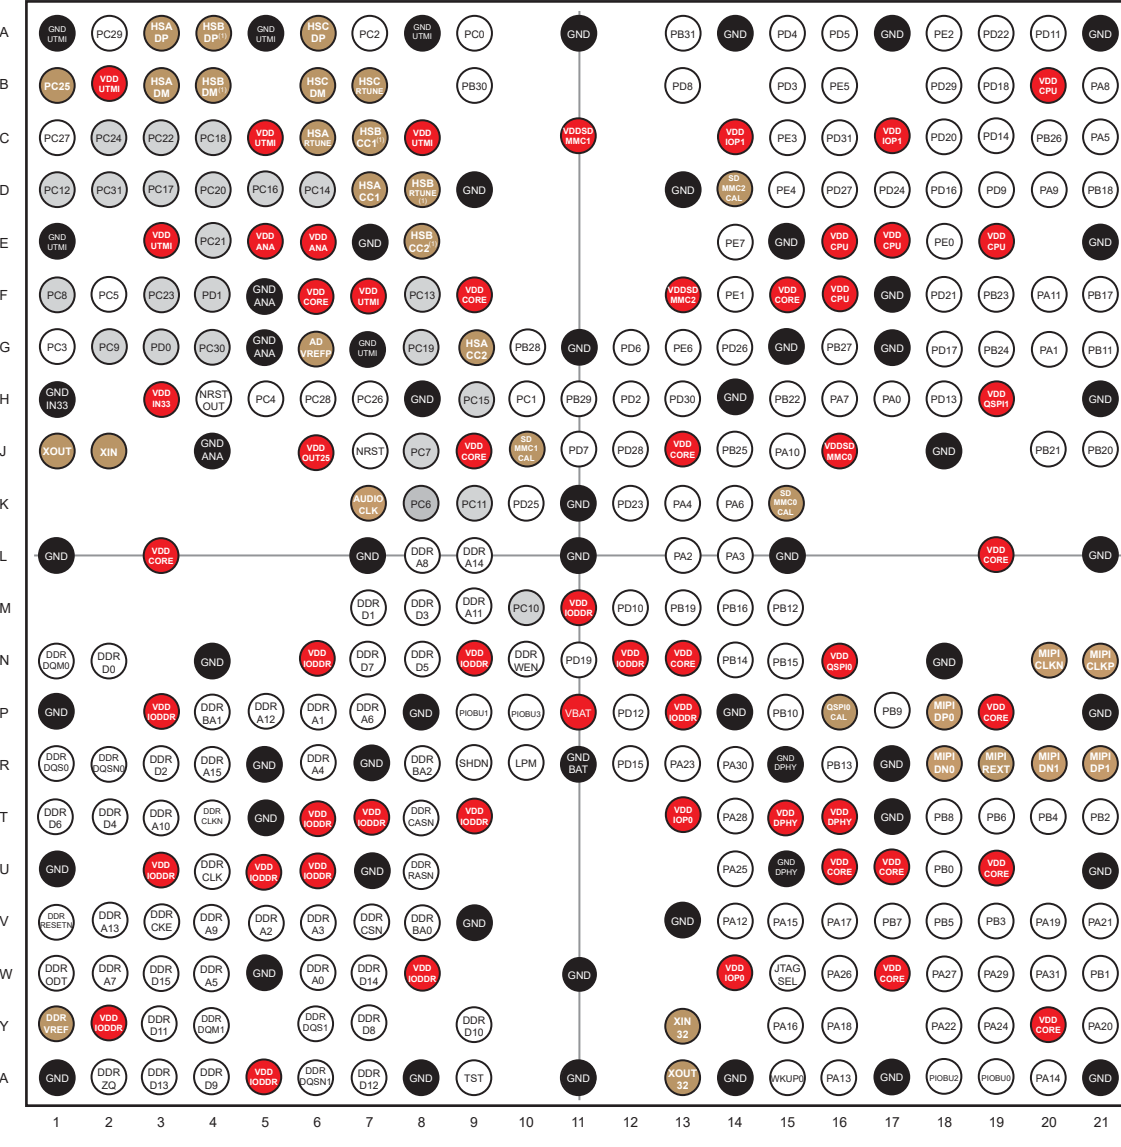 A GND UTMI PC29 HSA DP HSB DP(1) GND UTMI HSC DP PC2 GND UTMI PC0 GND PB31 GND PD4 PD5 GND PE2 PD22 PD11 GND
B PC25 VDD UTMI HSA DM HSB DM(1) HSC DM HSC RTUNE PB30 PD8 PD3 PE5 PD29 PD18 VDD CPU PA8
C PC27 PC24 PC22 PC18 VDD UTMI HSA RTUNE HSB CC1(1) VDD UTMI VDDSD MMC1 VDD IOP1 PE3 PD31 VDD IOP1 PD20 PD14 PB26 PA5
D PC12 PC31 PC17 PC20 PC16 PC14 HSA CC1 HSB RTUNE (1) GND GND SD MMC2 CAL PE4 PD27 PD24 PD16 PD9 PA9 PB18
E GND UTMI VDD UTMI PC21 VDD ANA VDD ANA GND HSB CC2(1) PE7 GND VDD CPU VDD CPU PE0 VDD CPU GND
F PC8 PC5 PC23 PD1 GND ANA VDD CORE VDD UTMI PC13 VDD CORE VDDSD MMC2 PE1 VDD CORE VDD CPU GND PD21 PB23 PA11 PB17
G PC3 PC9 PD0 PC30 GND ANA AD VREFP GND UTMI PC19 HSA CC2 PB28 GND PD6 PE6 PD26 GND PB27 GND PD17 PB24 PA1 PB11
H GND IN33 VDD IN33 NRST OUT PC4 PC28 PC26 GND PC15 PC1 PB29 PD2 PD30 GND PB22 PA7 PA0 PD13 VDD QSPI1 GND
J XOUT XIN GND ANA VDD OUT25 NRST PC7 VDD CORE SD MMC1 CAL PD7 PD28 VDD CORE PB25 PA10 VDDSD MMC0 GND PB21 PB20
K AUDIO CLK PC6 PC11 PD25 GND PD23 PA4 PA6 SD MMC0 CAL
L GND VDD CORE GND DDR A8 DDR A14 GND PA2 PA3 GND VDD CORE GND
M DDR D1 DDR D3 DDR A11 PC10 VDD IODDR PD10 PB19 PB16 PB12
N DDR DQM0 DDR D0 GND VDD IODDR DDR D7 DDR D5 VDD IODDR DDR WEN PD19 VDD IODDR VDD CORE PB14 PB15 VDD QSPI0 GND MIPI CLKN MIPI CLKP
P GND VDD IODDR DDR BA1 DDR A12 DDR A1 DDR A6 GND PIOBU1 PIOBU3 VBAT PD12 VDD IODDR GND PB10 QSPI0 CAL PB9 MIPI DP0 VDD CORE GND
R DDR DQS0 DDR DQSN0 DDR D2 DDR A15 GND DDR A4 GND DDR BA2 SHDN LPM GND BAT PD15 PA23 PA30 GND DPHY PB13 GND MIPI DN0 MIPI REXT MIPI DN1 MIPI DP1
T DDR D6 DDR D4 DDR A10 DDR CLKN GND VDD IODDR VDD IODDR DDR CASN VDD IODDR VDD IOP0 PA28 VDD DPHY VDD DPHY GND PB8 PB6 PB4 PB2
U GND VDD IODDR DDR CLK VDD IODDR VDD IODDR GND DDR RASN PA25 GND DPHY VDD CORE VDD CORE PB0 VDD CORE GND
V DDR RESETN DDR A13 DDR CKE DDR A9 DDR A2 DDR A3 DDR CSN DDR BA0 GND GND PA12 PA15 PA17 PB7 PB5 PB3 PA19 PA21
W DDR ODT DDR A7 DDR D15 DDR A5 GND DDR A0 DDR D14 VDD IODDR GND VDD IOP0 JTAG SEL PA26 VDD CORE PA27 PA29 PA31 PB1
Y DDR VREF VDD IODDR DDR D11 DDR DQM1 DDR DQS1 DDR D8 DDR D10 XIN 32 PA16 PA18 PA22 PA24 VDD CORE PA20
A GND DDR ZQ DDR D13 DDR D9 VDD IODDR DDR DQSN1 DDR D12 GND TST GND XOUT 32 GND WKUP0 PA13 GND PIOBU2 PIOBU0 PA14 GND
1 2 3 4 5 6 7 8 9 10 11 12 13 14 15 16 17 18 19 20 21